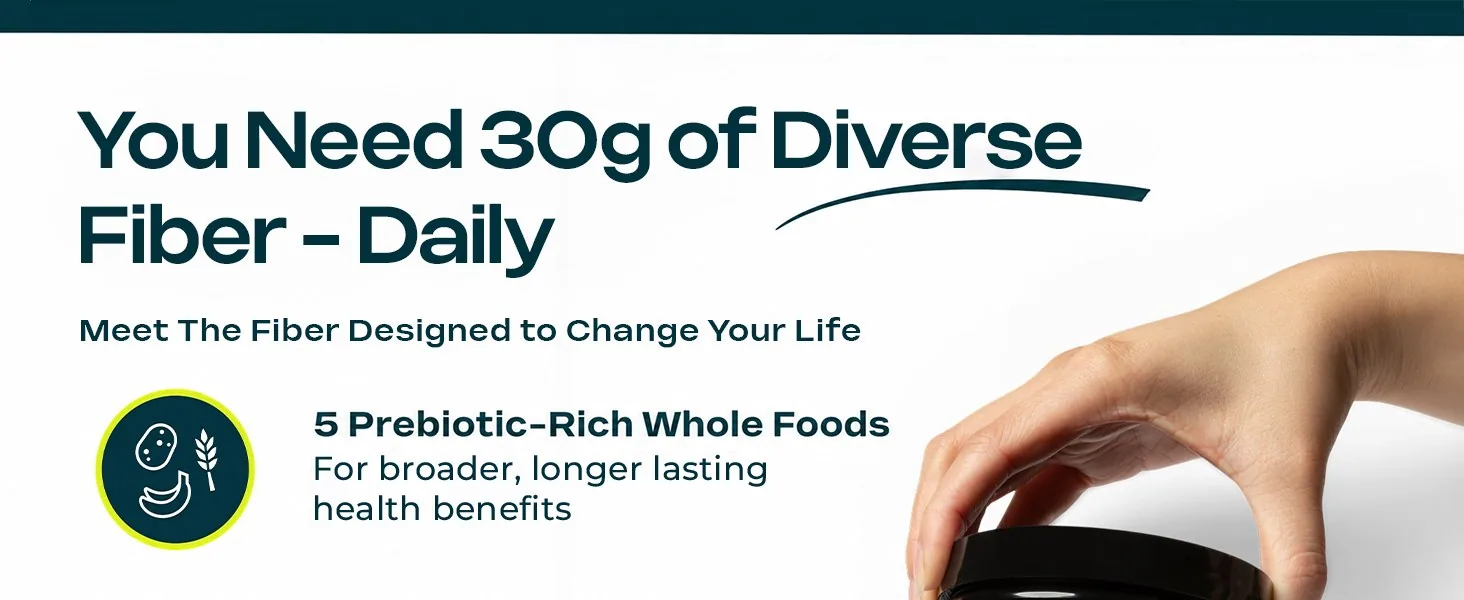 You Need 30g of Diverse
Fiber – Daily
Meet The Fiber Designed to Change Your Life
5 Prebiotic-Rich Whole Foods
For broader, longer lasting
health benefits